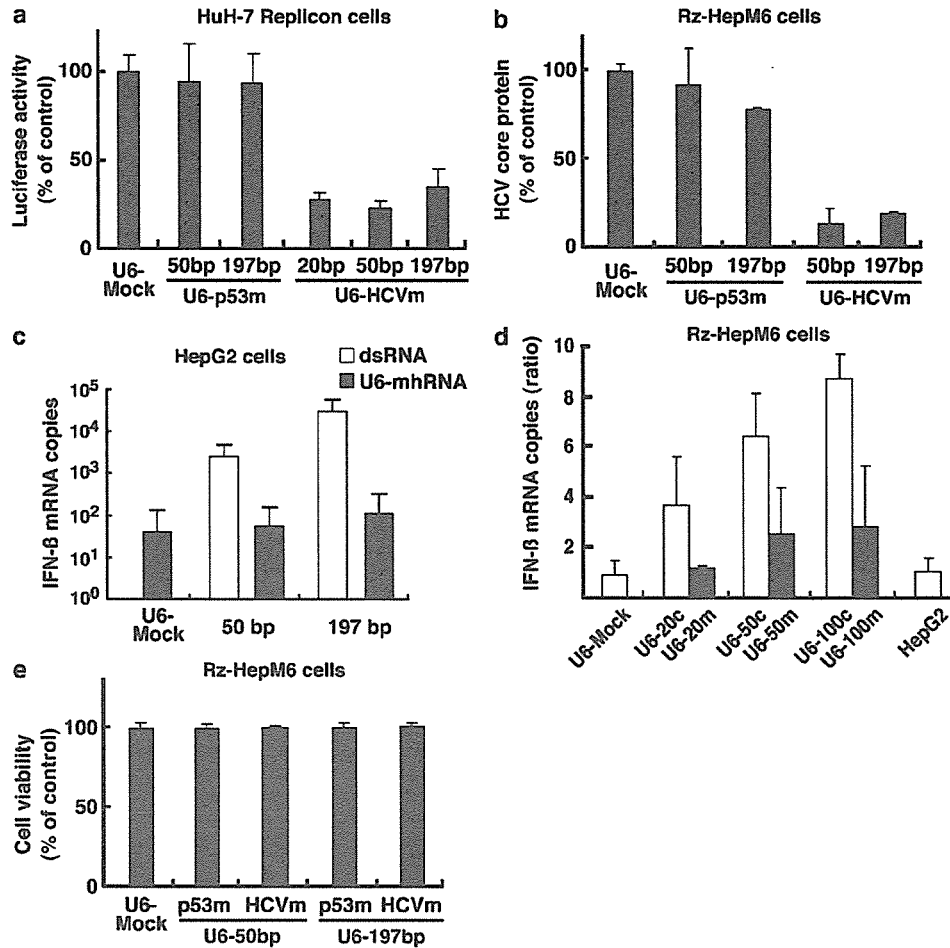 a
HuH-7 Replicon cells
Luciferase activity
(% of control)
100
50
0
U6-
Mock
50bp 197bp
U6-p53m
20bp 50bp 197bp
U6-HCVm
b
Rz-HepM6 cells
HCV core protein
(% of control)
100
50
0
U6-
Mock
50bp 197bp
U6-p53m
50bp 197bp
U6-HCVm
c
HepG2 cells
dsRNA
U6-mhRNA
IFN-ß mRNA copies
10⁵
10⁴
10³
10²
10¹
10⁰
U6-
Mock
50 bp
197 bp
d
Rz-HepM6 cells
IFN-ß mRNA copies (ratio)
10
8
6
4
2
U6-Mock
U6-20c
U6-20m
U6-50c
U6-50m
U6-100c
U6-100m
HepG2
e
Rz-HepM6 cells
Cell viability
(% of control)
100
50
0
U6-
Mock
p53m HCVm
U6-50bp
p53m HCVm
U6-197bp